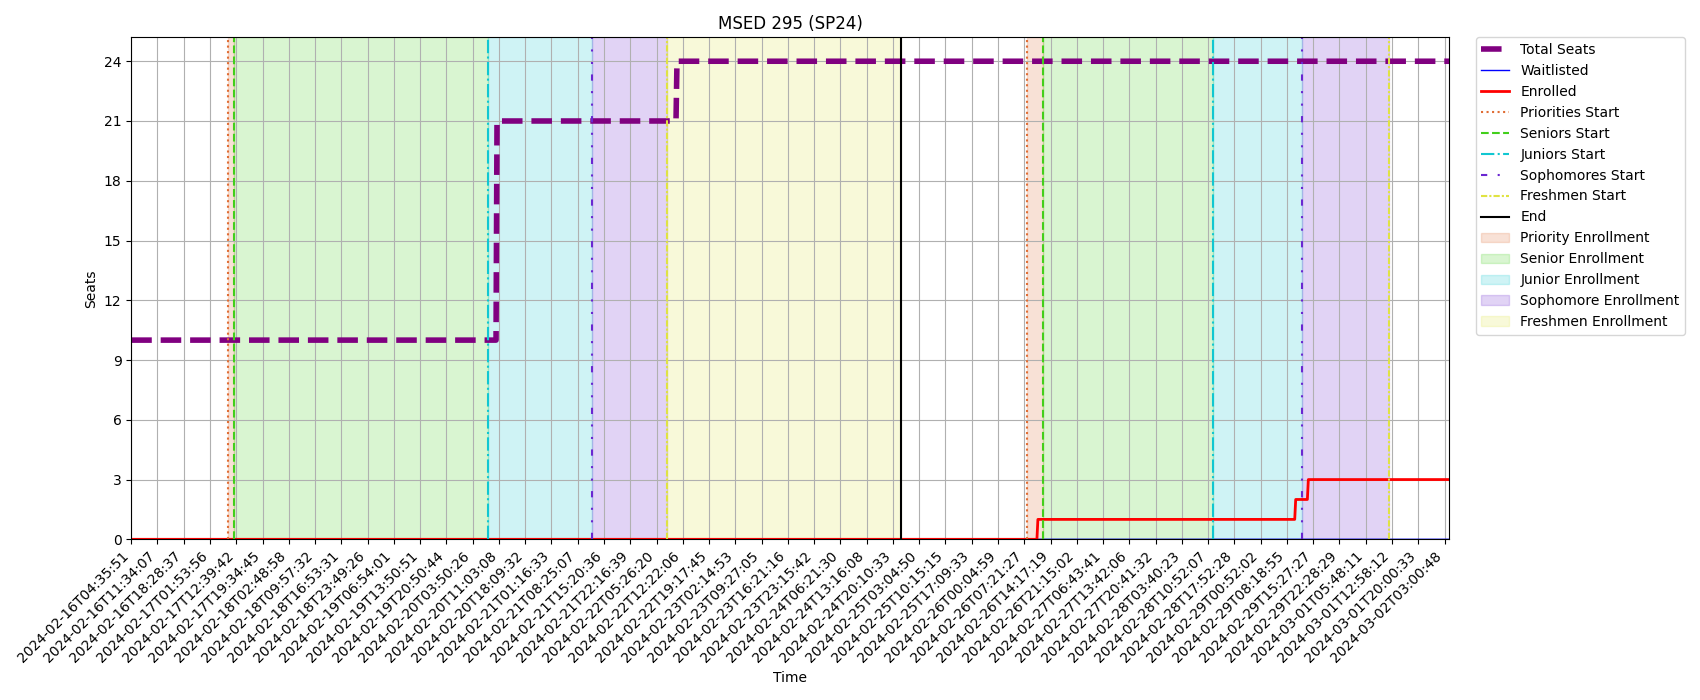 MSED 295 (SP24)
Seats
24
21
18
15
12
9
6
3
0
2024-02-16T04:35:51
2024-02-16T11:34:07
2024-02-16T18:28:37
2024-02-17T01:53:56
2024-02-17T12:39:42
2024-02-17T19:34:45
2024-02-18T02:48:58
2024-02-18T09:57:32
2024-02-18T16:53:31
2024-02-18T23:49:26
2024-02-19T06:54:01
2024-02-19T13:50:51
2024-02-19T20:50:44
2024-02-20T03:50:26
2024-02-20T11:03:08
2024-02-20T18:09:32
2024-02-21T01:16:33
2024-02-21T08:25:07
2024-02-21T15:20:36
2024-02-21T22:16:39
2024-02-22T05:26:20
2024-02-22T12:22:06
2024-02-22T19:17:45
2024-02-23T02:14:53
2024-02-23T09:27:05
2024-02-23T16:21:16
2024-02-23T23:15:42
2024-02-24T06:21:30
2024-02-24T13:16:08
2024-02-24T20:10:33
2024-02-25T03:04:50
2024-02-25T10:15:15
2024-02-25T17:09:33
2024-02-26T00:04:59
2024-02-26T07:21:27
2024-02-26T14:17:19
2024-02-26T21:15:02
2024-02-27T06:43:41
2024-02-27T13:42:06
2024-02-27T20:41:32
2024-02-28T03:40:23
2024-02-28T10:52:07
2024-02-28T17:52:28
2024-02-29T00:52:02
2024-02-29T08:18:55
2024-02-29T15:27:27
2024-02-29T22:28:29
2024-03-01T05:48:11
2024-03-01T12:58:12
2024-03-01T20:00:33
2024-03-02T03:00:48
Time
Total Seats
Waitlisted
Enrolled
Priorities Start
Seniors Start
Juniors Start
Sophomores Start
Freshmen Start
End
Priority Enrollment
Senior Enrollment
Junior Enrollment
Sophomore Enrollment
Freshmen Enrollment